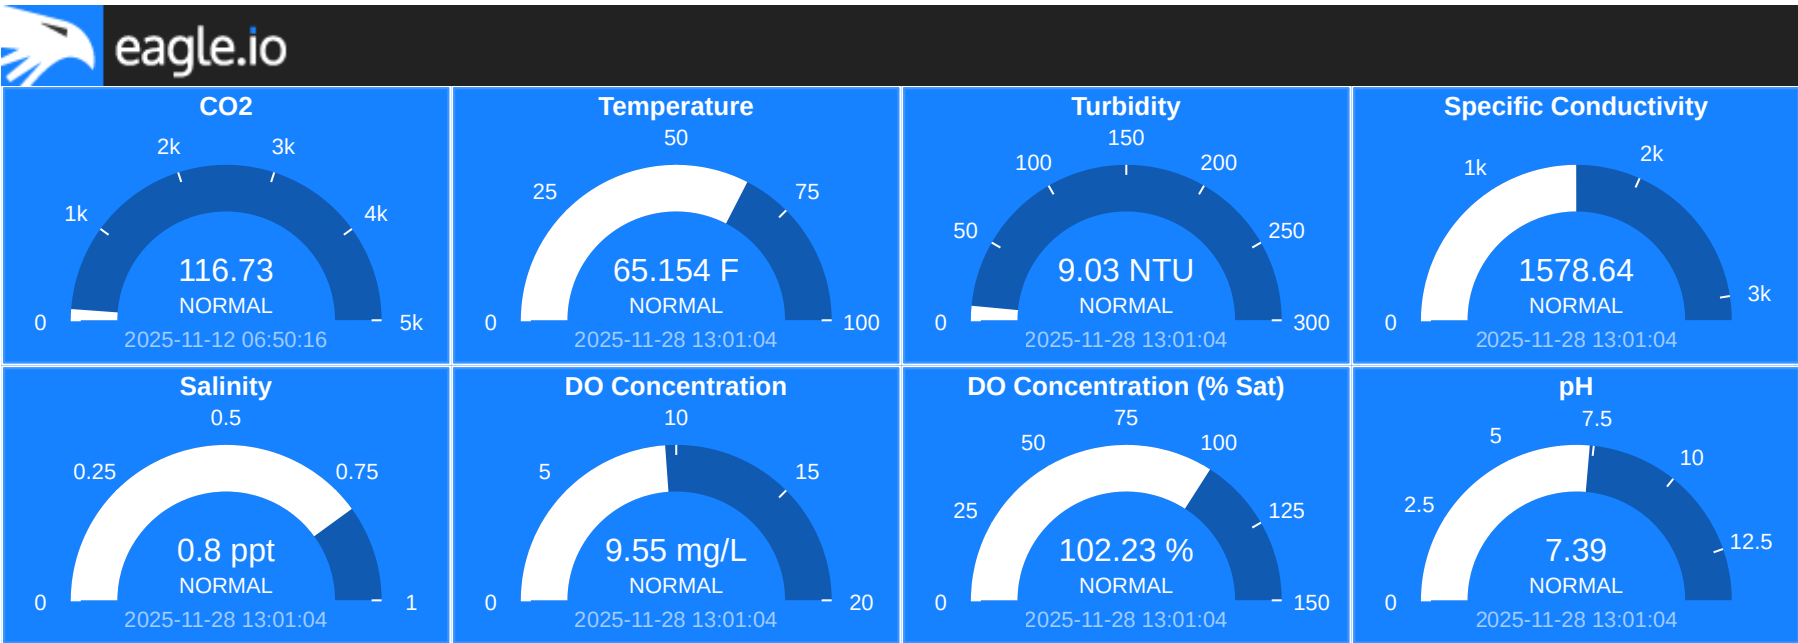 eagle.io
CO2
0
1k
2k
3k
4k
5k
116.73
NORMAL
2025-11-12 06:50:16
Temperature
0
25
50
75
100
65.154 F
NORMAL
2025-11-28 13:01:04
Turbidity
0
50
100
150
200
250
300
9.03 NTU
NORMAL
2025-11-28 13:01:04
Specific Conductivity
0
1k
2k
3k
1578.64
NORMAL
2025-11-28 13:01:04
Salinity
0
0.25
0.5
0.75
1
0.8 ppt
NORMAL
2025-11-28 13:01:04
DO Concentration
0
5
10
15
20
9.55 mg/L
NORMAL
2025-11-28 13:01:04
DO Concentration (% Sat)
0
25
50
75
100
125
150
102.23 %
NORMAL
2025-11-28 13:01:04
pH
0
2.5
5
7.5
10
12.5
7.39
NORMAL
2025-11-28 13:01:04